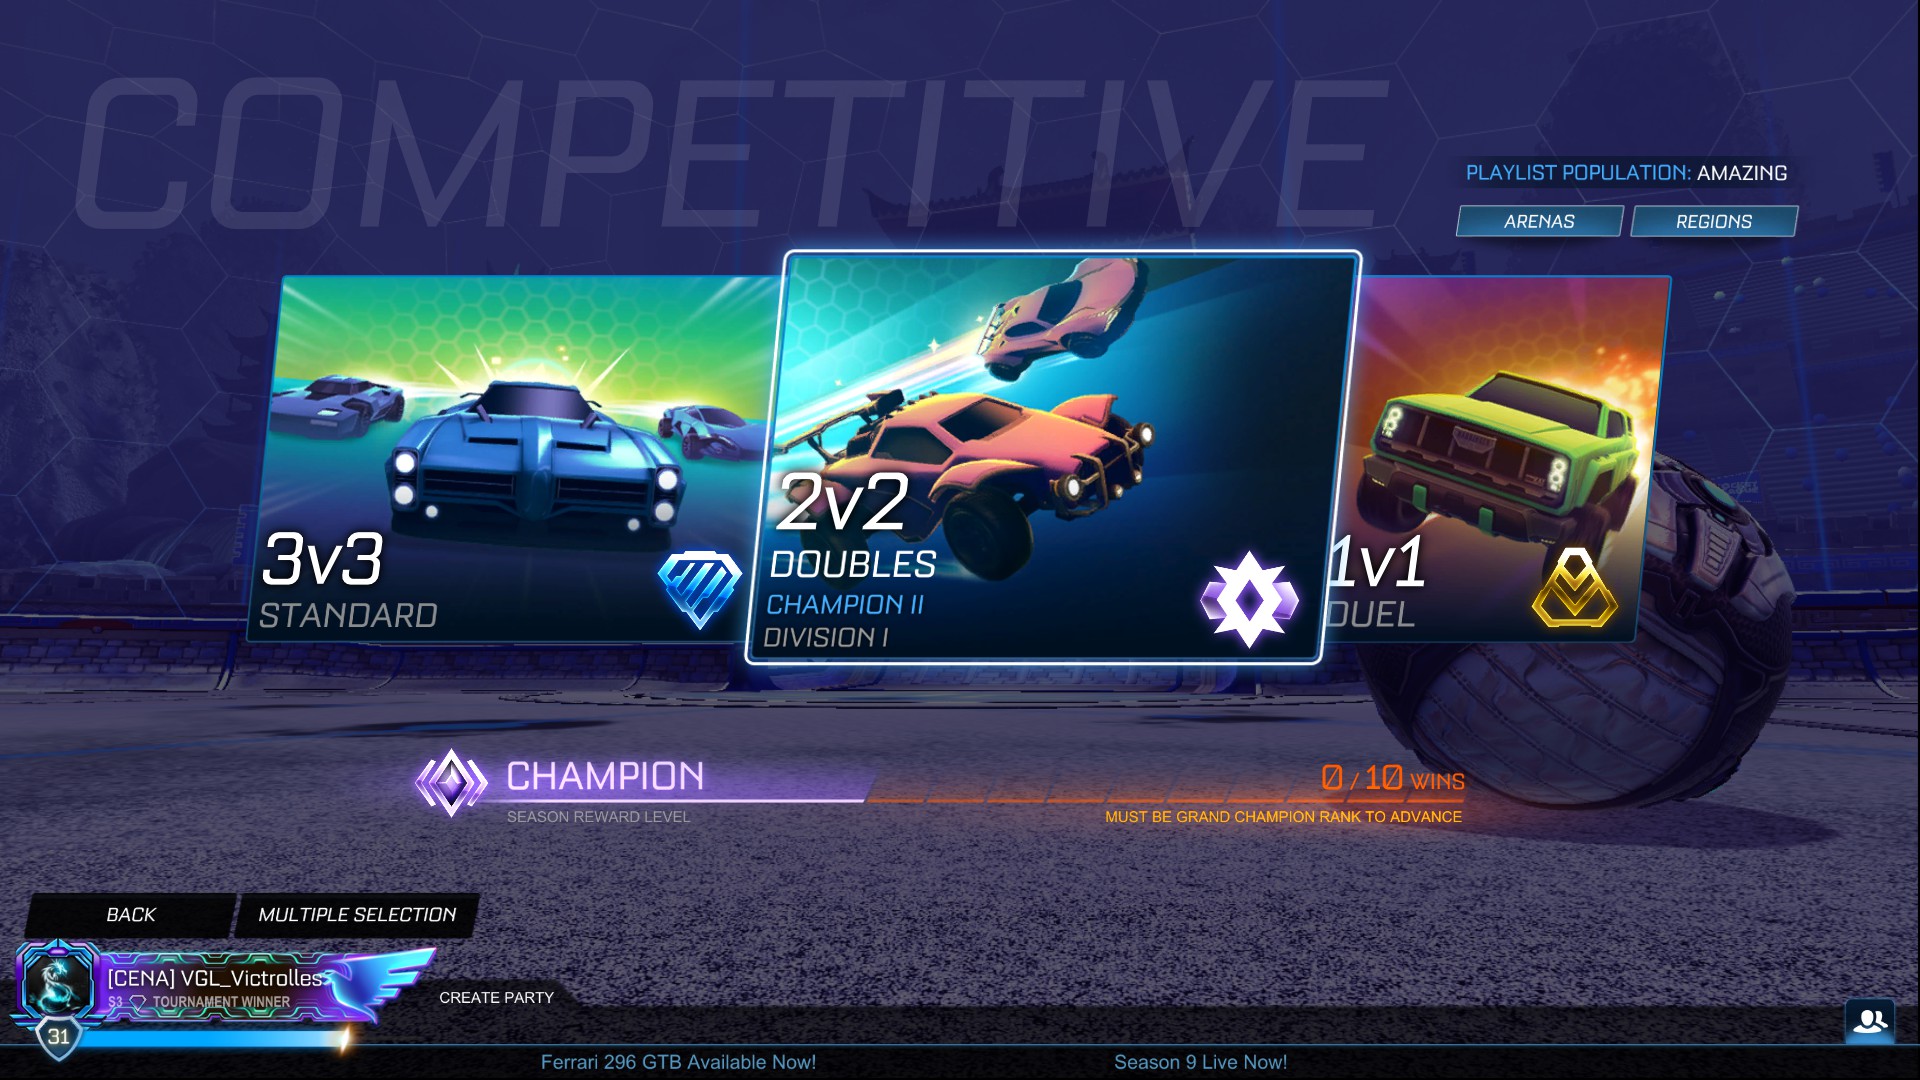 COMPETITIVE
PLAYLIST POPULATION: AMAZING
ARENAS
REGIONS
3v3
STANDARD
2v2
DOUBLES
CHAMPION II
DIVISION I
1v1
DUEL
CHAMPION
SEASON REWARD LEVEL
0 / 10 WINS
MUST BE GRAND CHAMPION RANK TO ADVANCE
BACK
MULTIPLE SELECTION
[CENA] VGL_Victrolles
S3 TOURNAMENT WINNER
31
CREATE PARTY
Ferrari 296 GTB Available Now!
Season 9 Live Now!